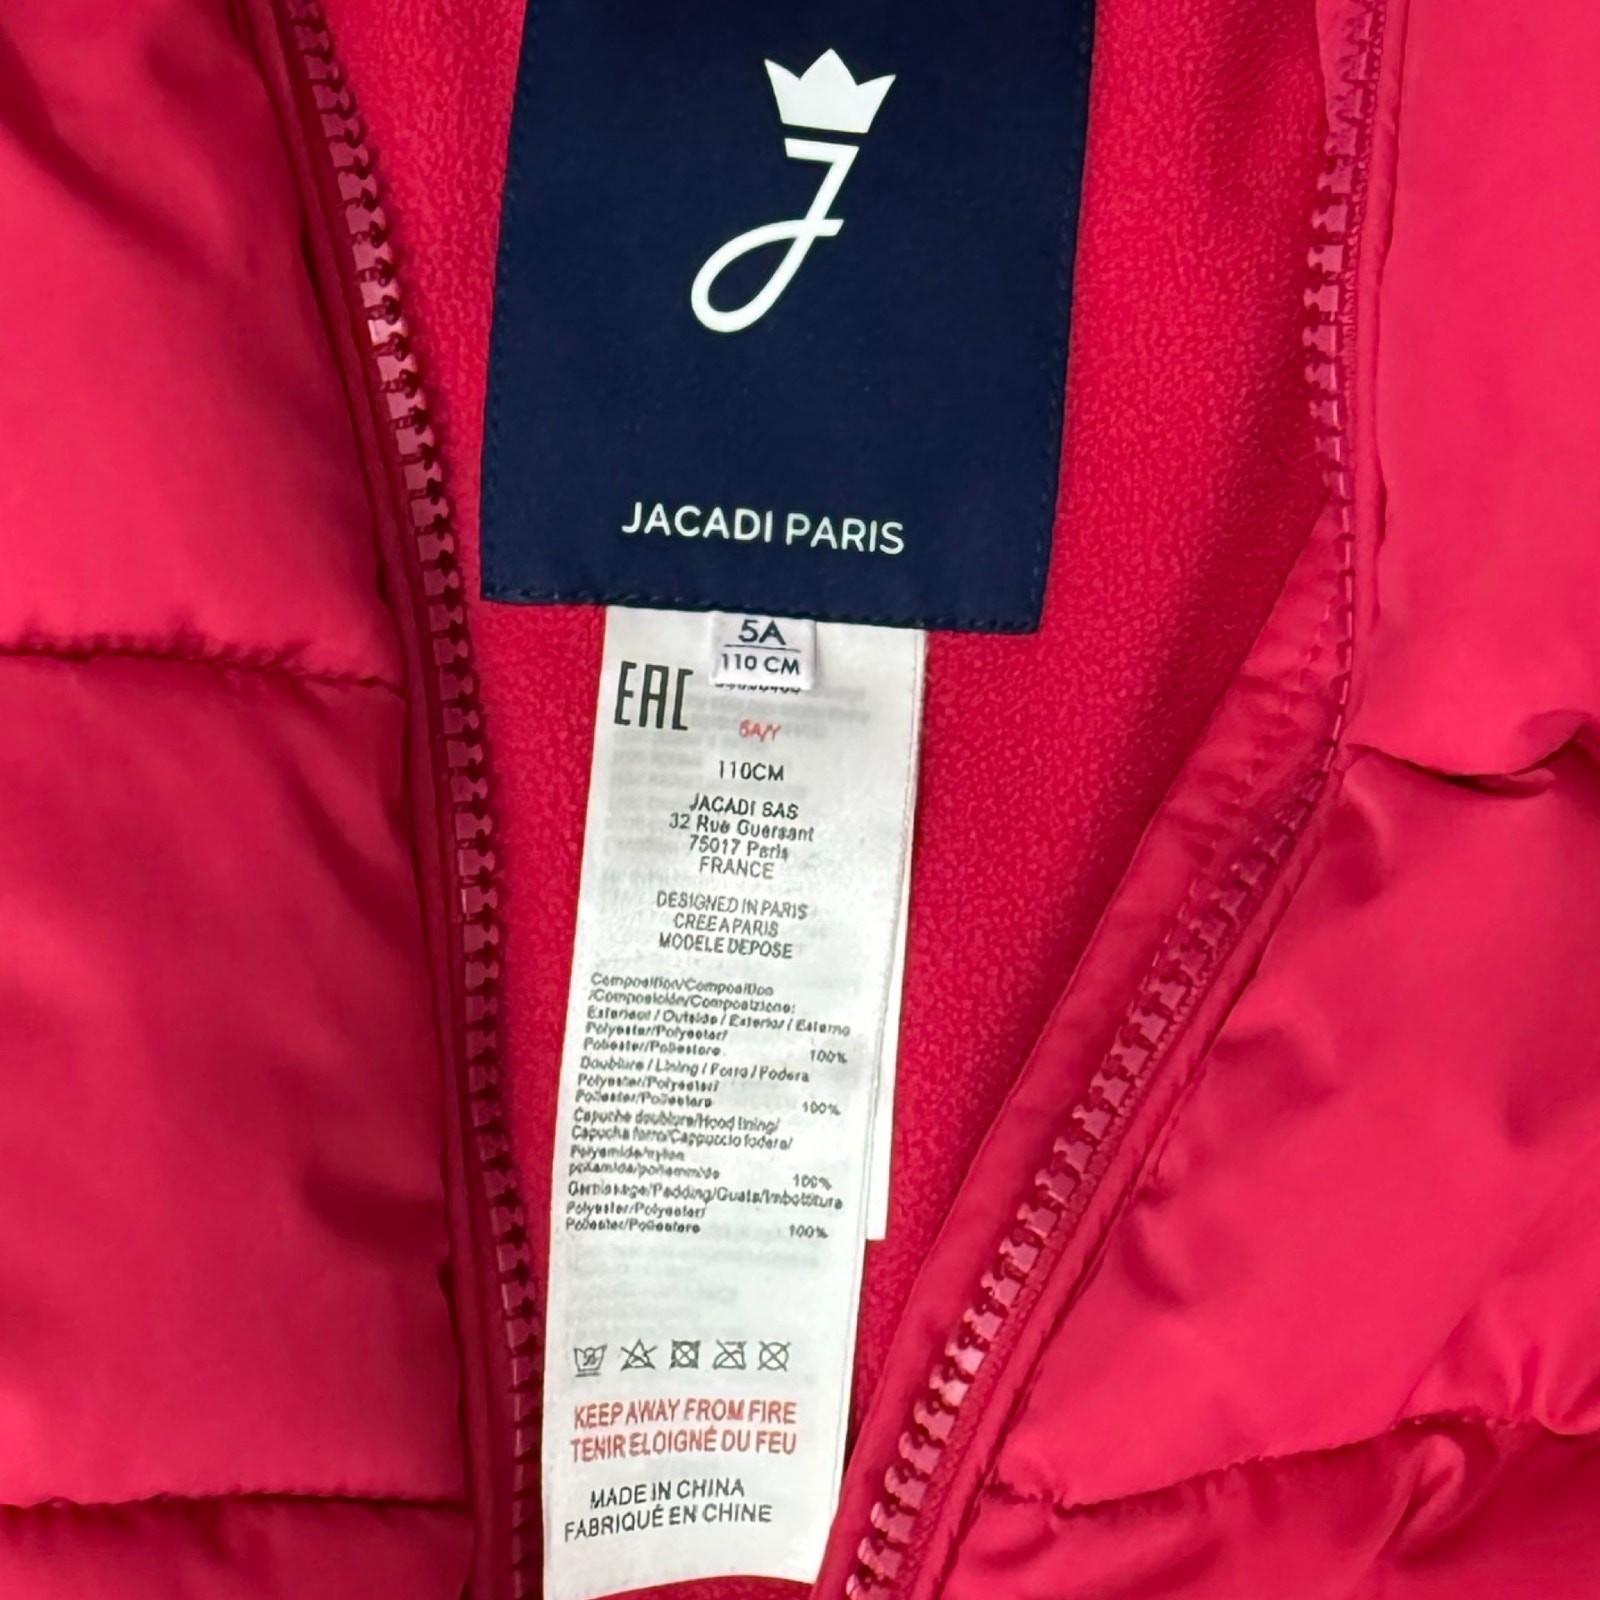 J
JACADI PARIS
5A
110 CM
EAC
5A/Y
110CM
JACADI SAS
32 Rue Guersant
75017 Paris
FRANCE
DESIGNED IN PARIS
CREE A PARIS
MODELE DEPOSE
Composition/Composition
/Composición/Composizione:
Exterieur / Outside / Exterior / Esterno
Polyester/Polyester/
Poliester/Poliestere 100%
Doublure / Lining / Forro / Fodera
Polyester/Polyester/
Poliester/Poliestere 100%
Capuche doublure/Hood lining/
Capucha forro/Cappuccio fodera/
Polyamide/nylon
poliamida/poliammide 100%
Garnissage/Padding/Guata/Imbottitura
Polyester/Polyester/
Poliester/Poliestere 100%
KEEP AWAY FROM FIRE
TENIR ELOIGNÉ DU FEU
MADE IN CHINA
FABRIQUÉ EN CHINE